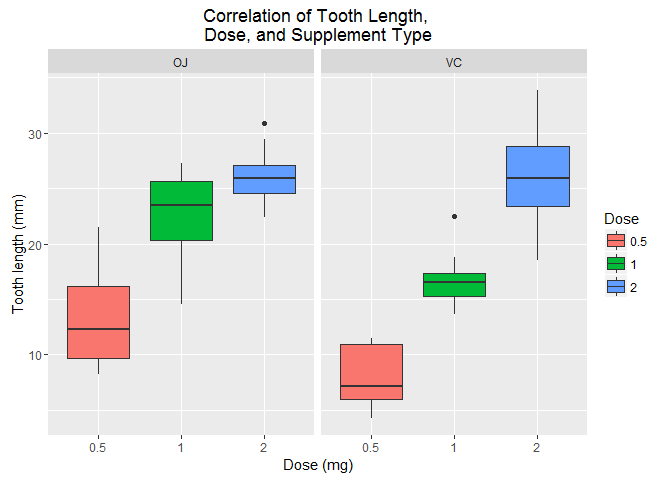 Correlation of Tooth Length,
Dose, and Supplement Type
OJ
VC
Tooth length (mm)
30
20
10
0.5
1
2
0.5
1
2
Dose (mg)
Dose
0.5
1
2